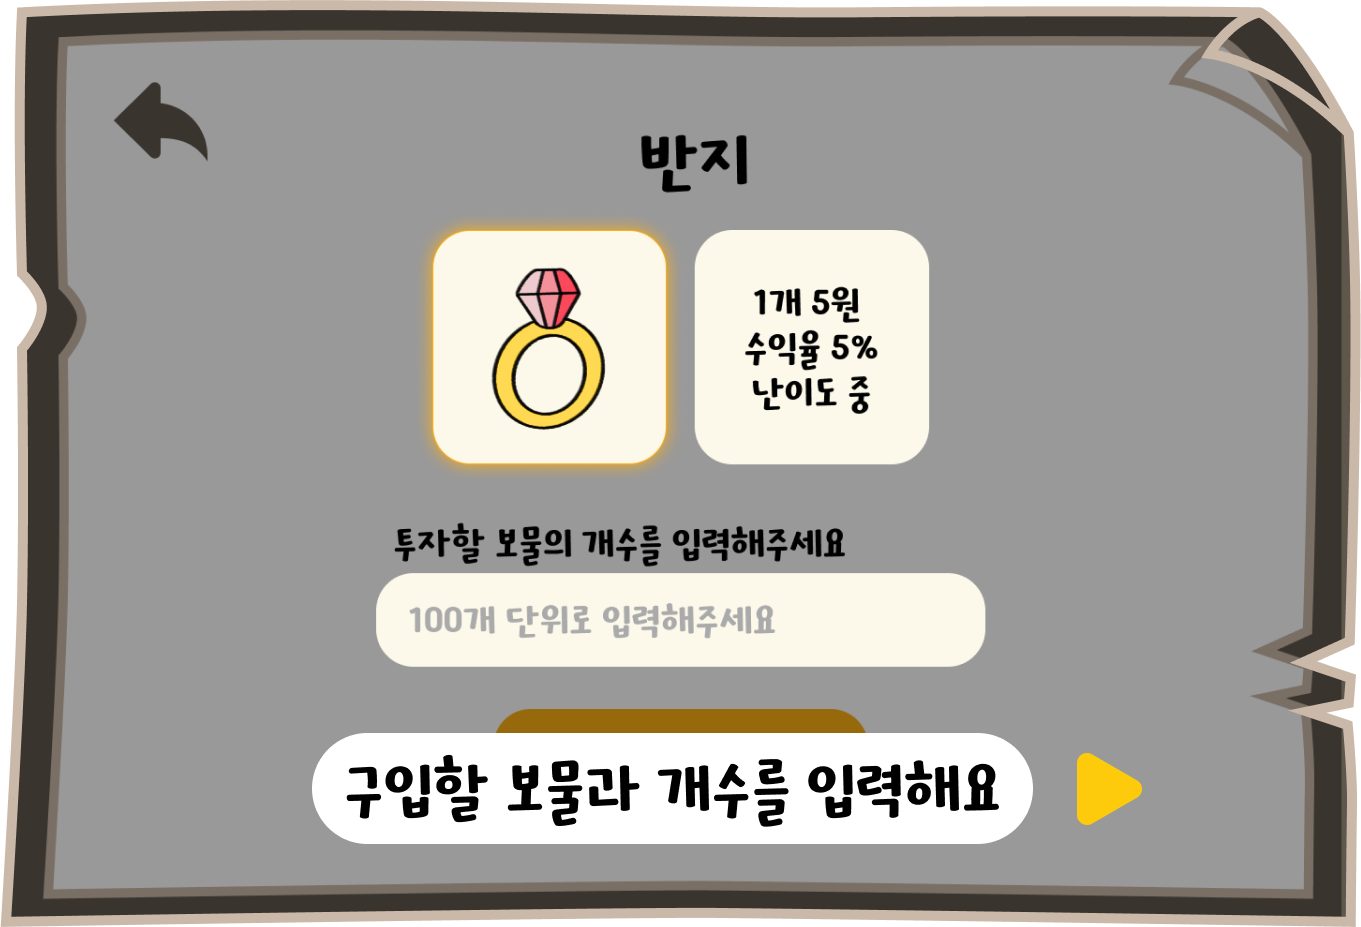 반지
1개 5원
수익율 5%
난이도 중
투자할 보물의 개수를 입력해주세요
100개 단위로 입력해주세요
구입할 보물과 개수를 입력해요